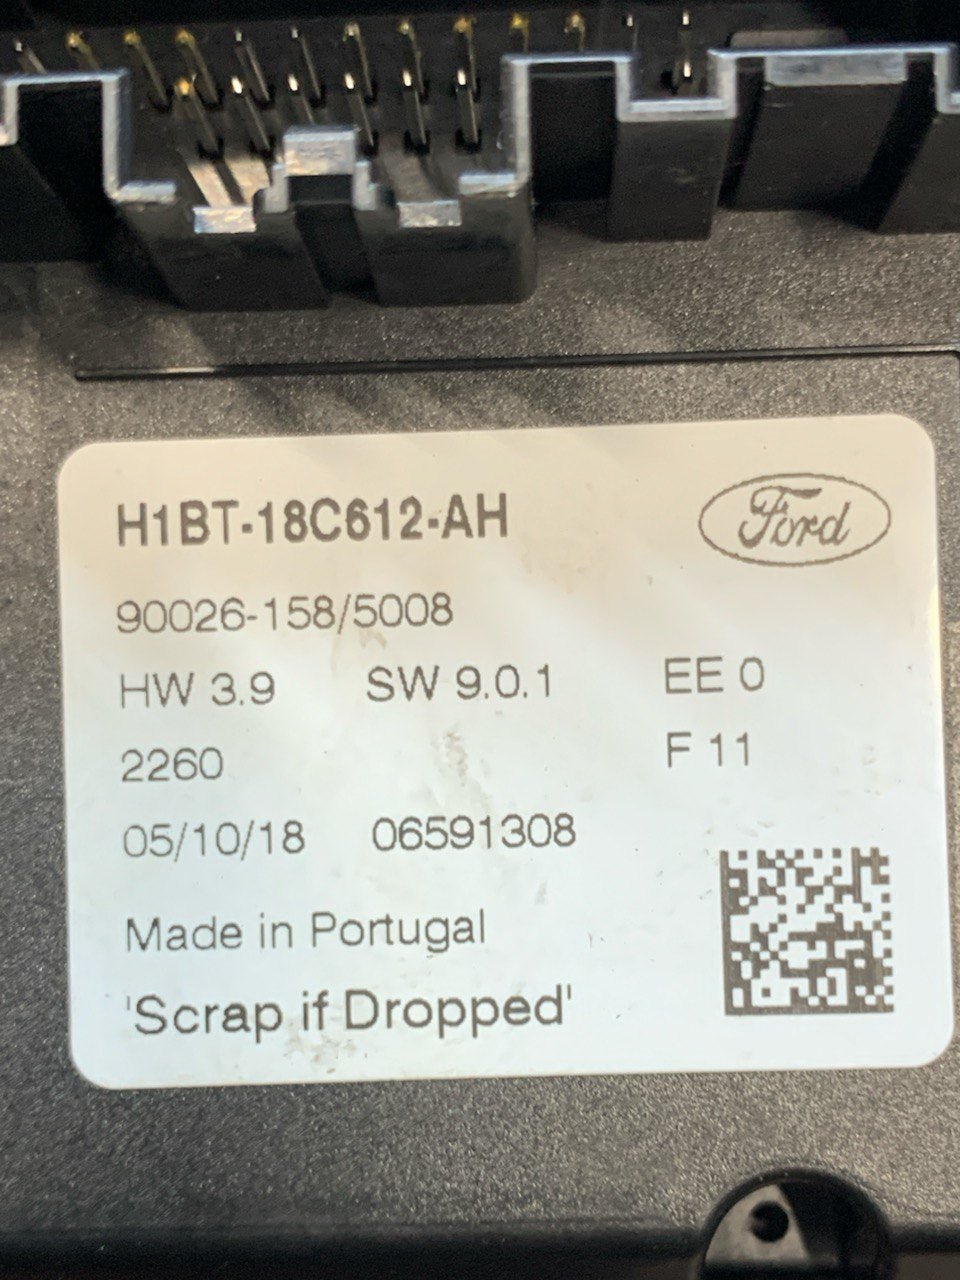 H1BT-18C612-AH
Ford
90026-158/5008
HW 3.9 SW 9.0.1 EE 0
2260 F 11
05/10/18 06591308
Made in Portugal
'Scrap if Dropped'